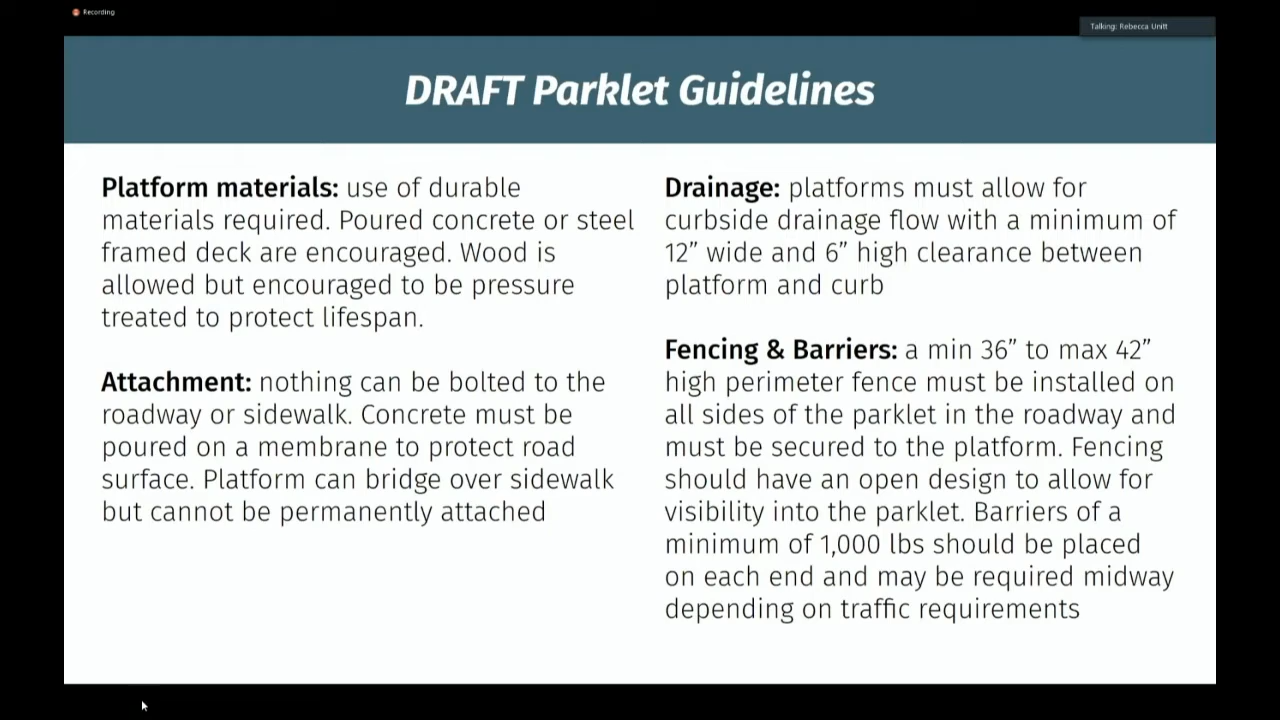 Recording
Talking: Rebecca Unitt
DRAFT Parklet Guidelines
Platform materials: use of durable
materials required. Poured concrete or steel
framed deck are encouraged. Wood is
allowed but encouraged to be pressure
treated to protect lifespan.
Attachment: nothing can be bolted to the
roadway or sidewalk. Concrete must be
poured on a membrane to protect road
surface. Platform can bridge over sidewalk
but cannot be permanently attached
Drainage: platforms must allow for
curbside drainage flow with a minimum of
12” wide and 6” high clearance between
platform and curb
Fencing & Barriers: a min 36” to max 42”
high perimeter fence must be installed on
all sides of the parklet in the roadway and
must be secured to the platform. Fencing
should have an open design to allow for
visibility into the parklet. Barriers of a
minimum of 1,000 lbs should be placed
on each end and may be required midway
depending on traffic requirements